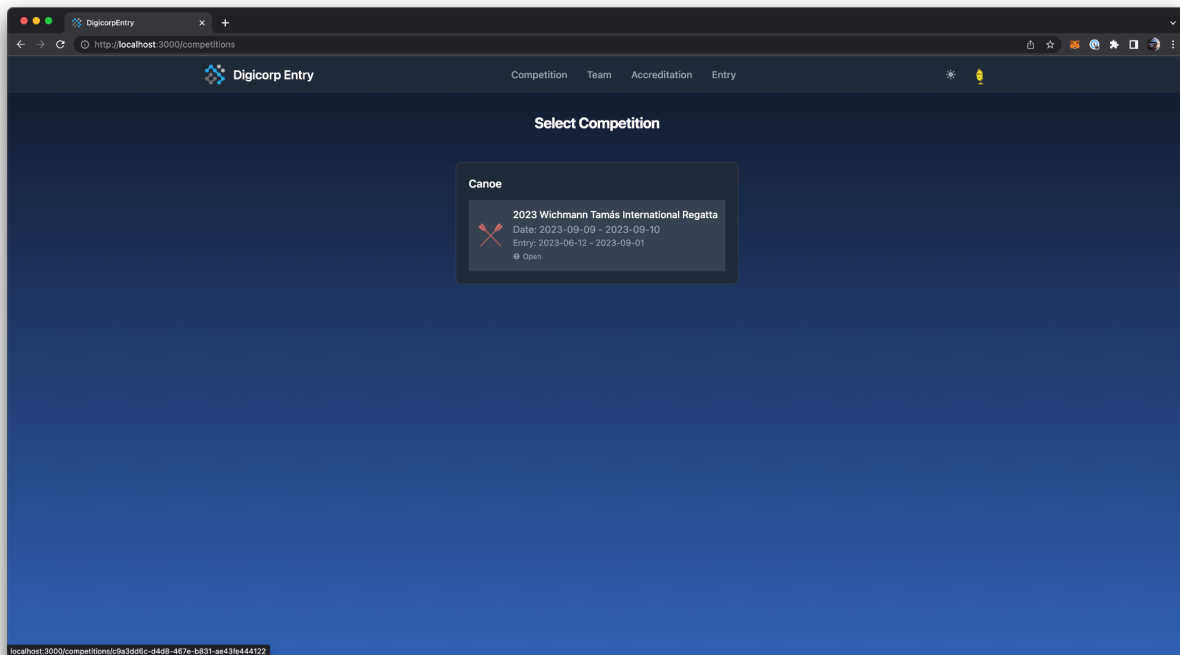 DigicorpEntry
http://localhost:3000/competitions
Digicorp Entry
Competition Team Accreditation Entry
Select Competition
Canoe
2023 Wichmann Tamás International Regatta
Date: 2023-09-09 - 2023-09-10
Entry: 2023-06-12 - 2023-09-01
Open
localhost:3000/competitions/c9a3dd6c-d4d8-467e-b831-ae43fe444122